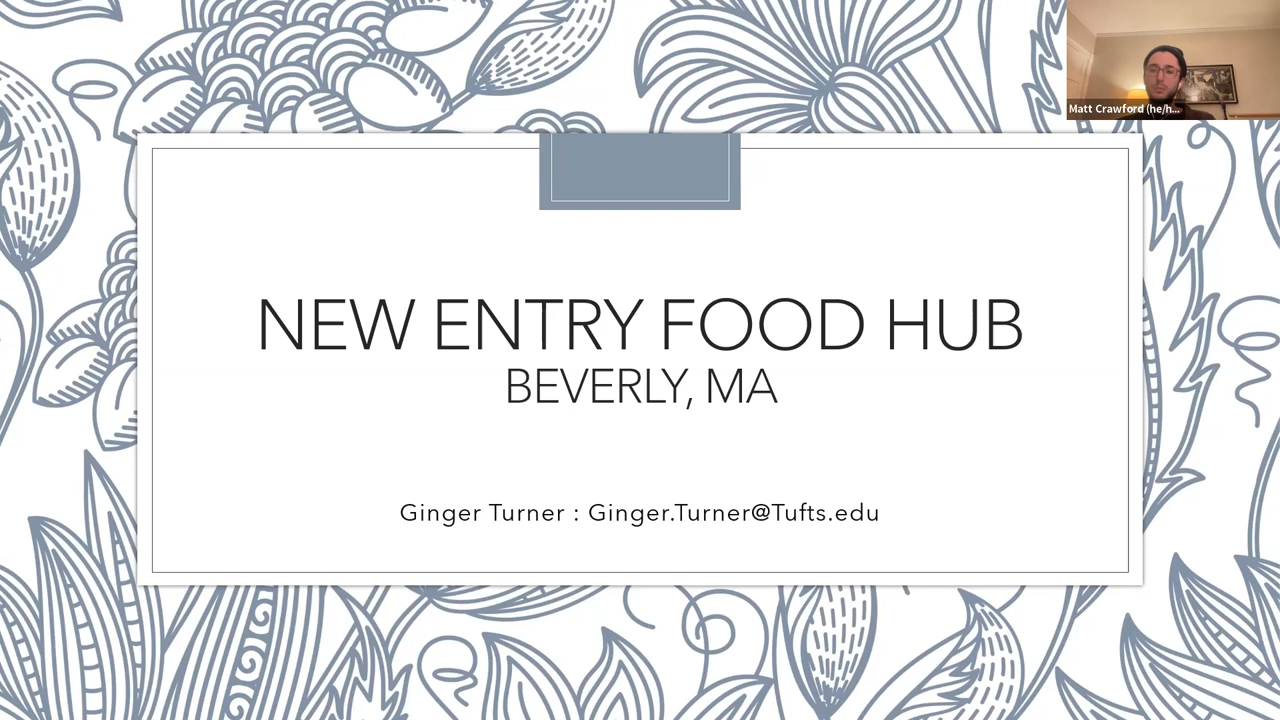 Matt Crawford (he/h...
NEW ENTRY FOOD HUB
BEVERLY, MA
Ginger Turner : Ginger.Turner@Tufts.edu